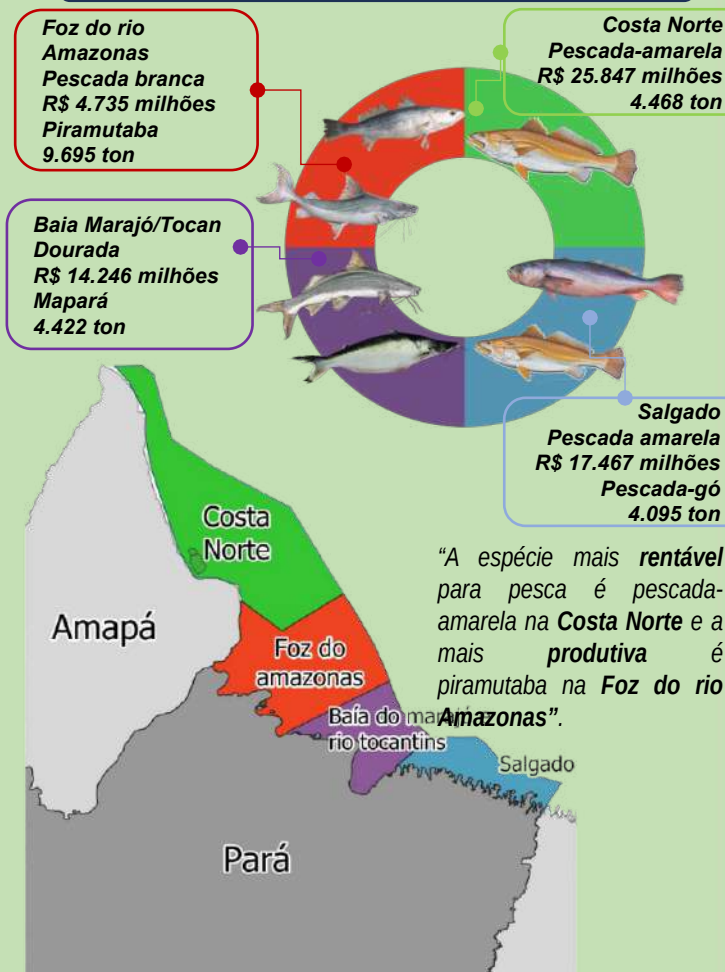 Foz do rio
Amazonas
Pescada branca
R$ 4.735 milhões
Piramutaba
9.695 ton
Costa Norte
Pescada-amarela
R$ 25.847 milhões
4.468 ton
Baia Marajó/Tocan
Dourada
R$ 14.246 milhões
Mapará
4.422 ton
Salgado
Pescada amarela
R$ 17.467 milhões
Pescada-gó
4.095 ton
“A espécie mais rentável
para pesca é pescada-
amarela na Costa Norte e a
mais produtiva é
piramutaba na Foz do rio
Amazonas”.
Costa
Norte
Amapá
Foz do
amazonas
Baía do marajó e
rio tocantins
Salgado
Pará